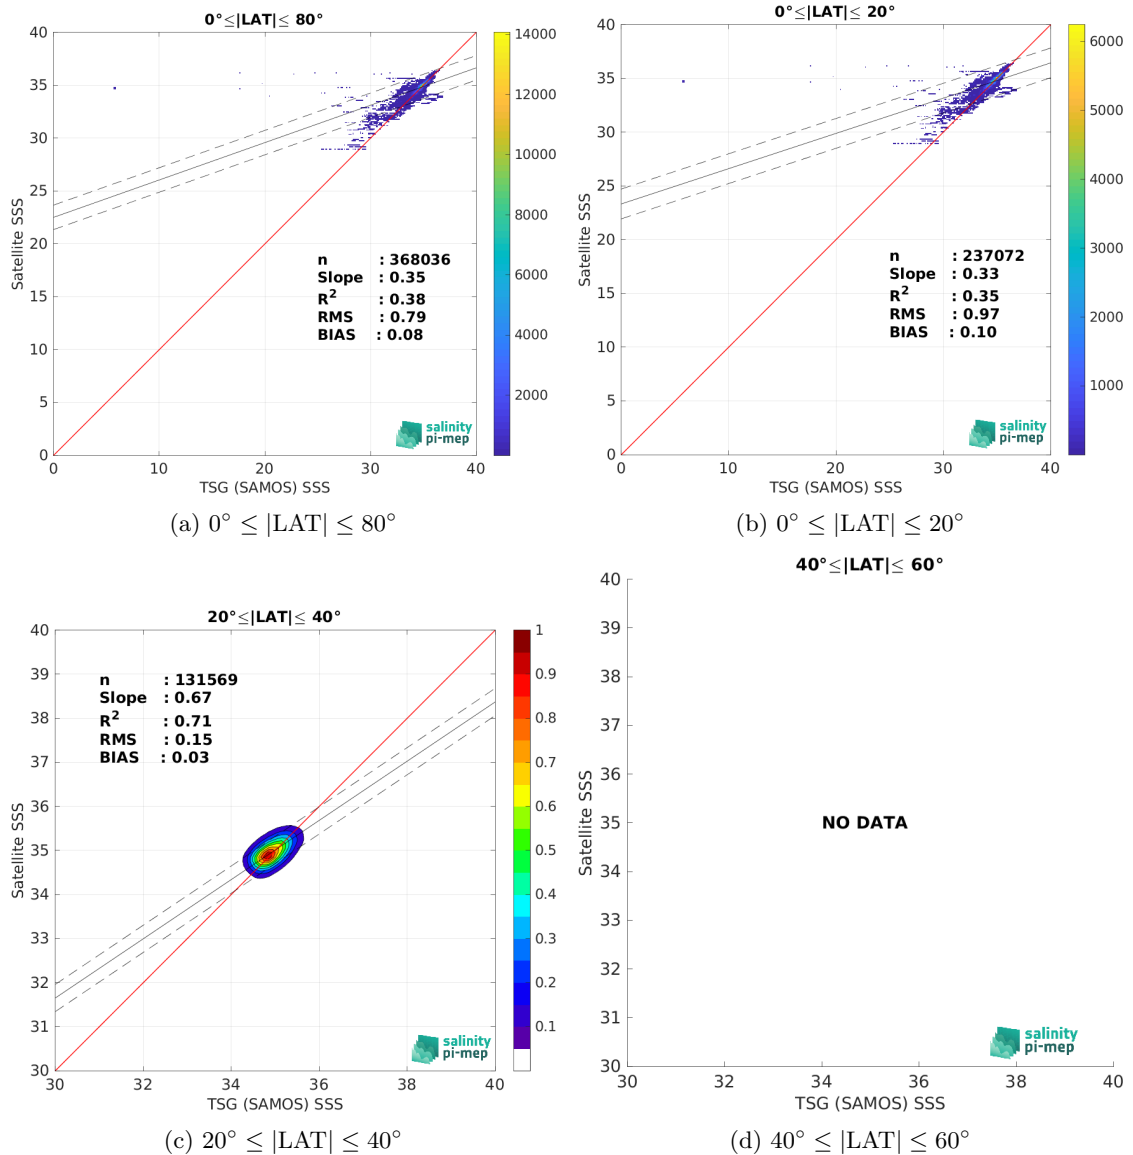 0°≤|LAT|≤ 80°
40
35
30
25
20
15
10
5
0
Satellite SSS
n : 368036
Slope : 0.35
R² : 0.38
RMS : 0.79
BIAS : 0.08
salinity
pi-mep
0 10 20 30 40
TSG (SAMOS) SSS
14000
12000
10000
8000
6000
4000
2000
(a) 0° ≤ |LAT| ≤ 80°
0°≤|LAT|≤ 20°
40
35
30
25
20
15
10
5
0
Satellite SSS
n : 237072
Slope : 0.33
R² : 0.35
RMS : 0.97
BIAS : 0.10
salinity
pi-mep
0 10 20 30 40
TSG (SAMOS) SSS
6000
5000
4000
3000
2000
1000
(b) 0° ≤ |LAT| ≤ 20°
20°≤|LAT|≤ 40°
40
39
38
37
36
35
34
33
32
31
30
Satellite SSS
n : 131569
Slope : 0.67
R² : 0.71
RMS : 0.15
BIAS : 0.03
salinity
pi-mep
30 32 34 36 38 40
TSG (SAMOS) SSS
1
0.9
0.8
0.7
0.6
0.5
0.4
0.3
0.2
0.1
(c) 20° ≤ |LAT| ≤ 40°
40°≤|LAT|≤ 60°
40
39
38
37
36
35
34
33
32
31
30
Satellite SSS
NO DATA
salinity
pi-mep
30 32 34 36 38 40
TSG (SAMOS) SSS
(d) 40° ≤ |LAT| ≤ 60°